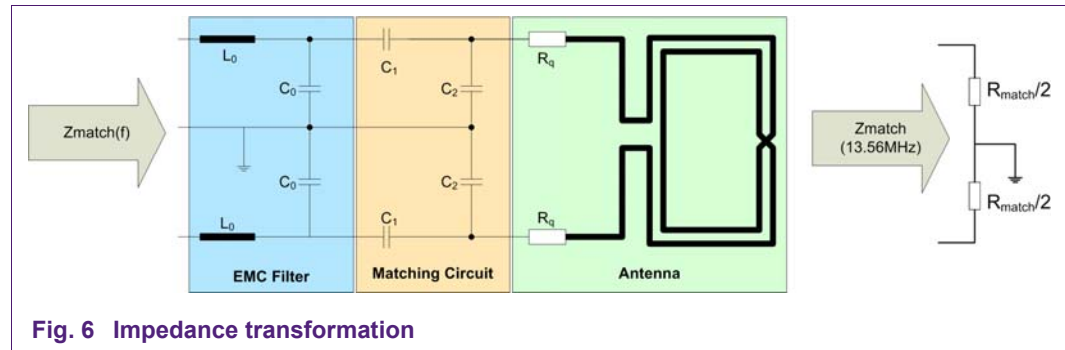 Zmatch(f)
L0
C0
C0
L0
EMC Filter
C1
C2
C2
C1
Matching Circuit
Rq
Rq
Antenna
Zmatch
(13.56MHz)
Rmatch/2
Rmatch/2
Fig. 6 Impedance transformation